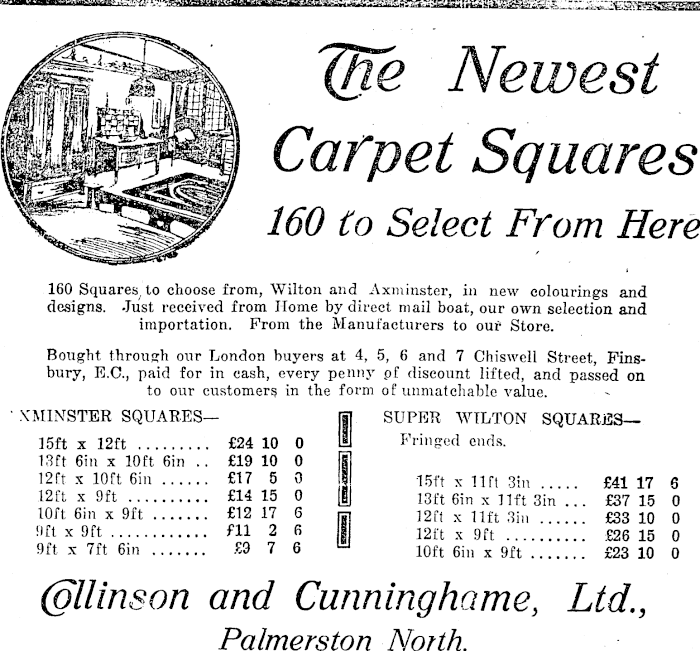 The Newest
Carpet Squares
160 to Select From Here
160 Squares to choose from, Wilton and Axminster, in new colourings and
designs. Just received from Home by direct mail boat, our own selection and
importation. From the Manufacturers to our Store.
Bought through our London buyers at 4, 5, 6 and 7 Chiswell Street, Fins-
bury, E.C., paid for in cash, every penny of discount lifted, and passed on
to our customers in the form of unmatchable value.
XMINSTER SQUARES—
15ft x 12ft ......... £24 10 0
13ft 6in x 10ft 6in .. £19 10 0
12ft x 10ft 6in ...... £17 5 0
12ft x 9ft .......... £14 15 0
10ft 6in x 9ft ....... £12 17 6
9ft x 9ft ............ £11 2 6
9ft x 7ft 6in ....... £9 7 6
SUPER WILTON SQUARES—
Fringed ends.
15ft x 11ft 3in ..... £41 17 6
13ft 6in x 11ft 3in ... £37 15 0
12ft x 11ft 3in ...... £33 10 0
12ft x 9ft .......... £26 15 0
10ft 6in x 9ft ....... £23 10 0
Collinson and Cunninghame, Ltd.,
Palmerston North.